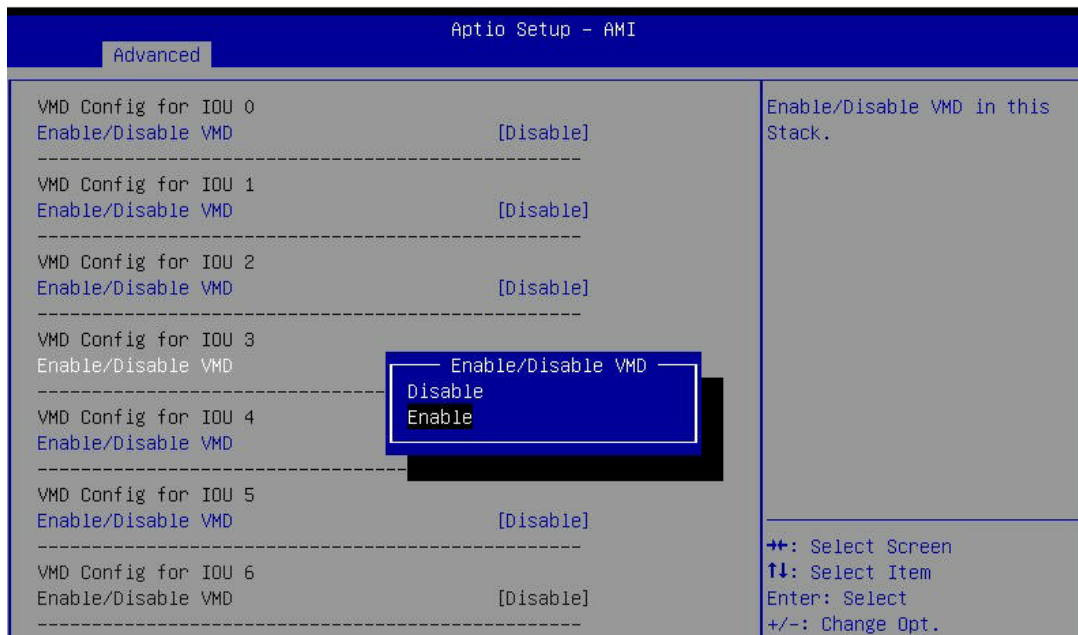 Aptio Setup - AMI
Advanced
VMD Config for IOU 0
Enable/Disable VMD [Disable]
--------------------------------------------------
VMD Config for IOU 1
Enable/Disable VMD [Disable]
--------------------------------------------------
VMD Config for IOU 2
Enable/Disable VMD [Disable]
--------------------------------------------------
VMD Config for IOU 3
Enable/Disable VMD
--------------------------------
VMD Config for IOU 4
Enable/Disable VMD
----------------------------------
VMD Config for IOU 5
Enable/Disable VMD [Disable]
--------------------------------------------------
VMD Config for IOU 6
Enable/Disable VMD [Disable]
--------------------------------------------------
Enable/Disable VMD
Disable
Enable
Enable/Disable VMD in this
Stack.
→←: Select Screen
↑↓: Select Item
Enter: Select
+/-: Change Opt.